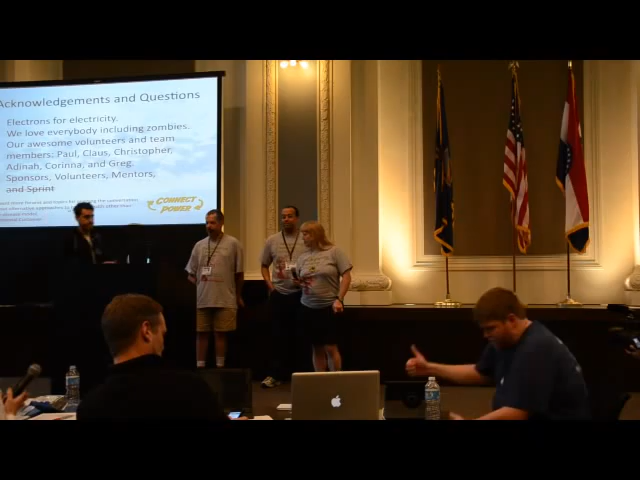 Acknowledgements and Questions
Electrons for electricity.
We love everybody including zombies.
Our awesome volunteers and team
members: Paul, Claus, Christopher,
Adinah, Corinna, and Greg.
Sponsors, Volunteers, Mentors,
and Sprint
CONNECT
POWER